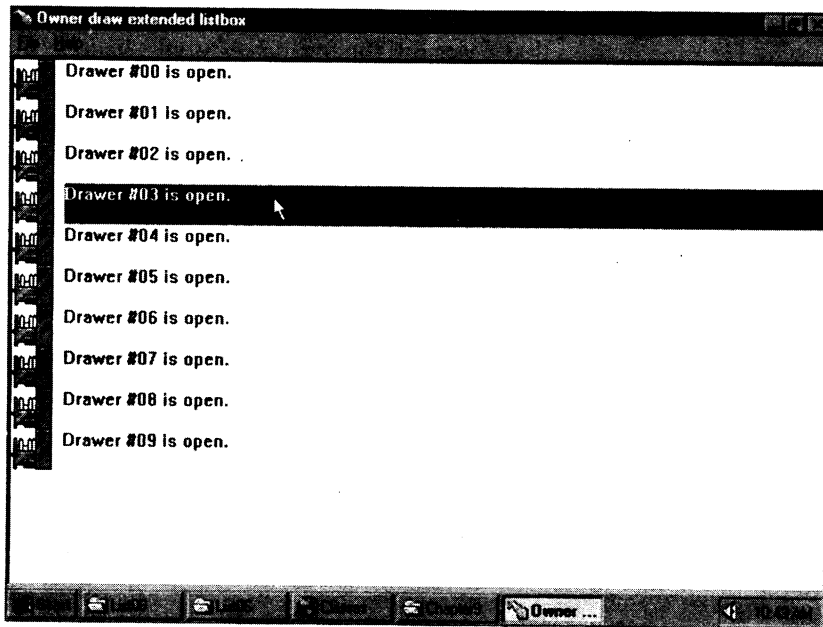 Owner draw extended listbox
Drawer #00 is open.
Drawer #01 is open.
Drawer #02 is open.
Drawer #03 is open.
Drawer #04 is open.
Drawer #05 is open.
Drawer #06 is open.
Drawer #07 is open.
Drawer #08 is open.
Drawer #09 is open.
Owner ...